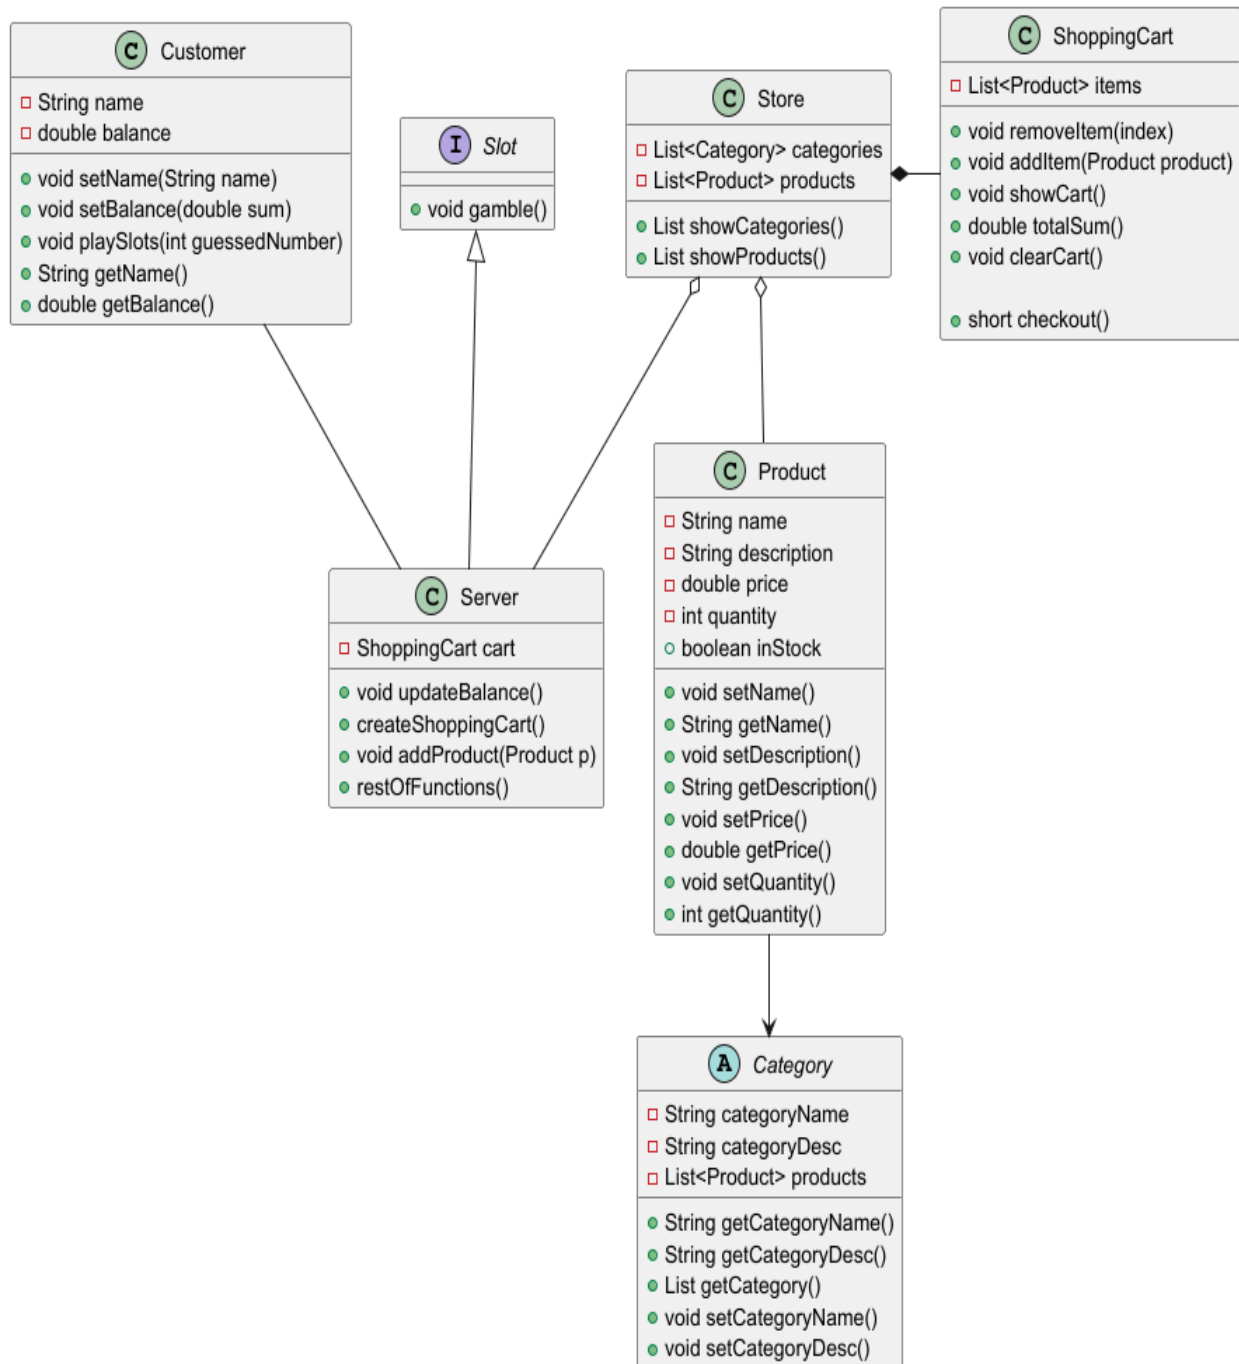 C Customer
String name
double balance
void setName(String name)
void setBalance(double sum)
void playSlots(int guessedNumber)
String getName()
double getBalance()
I Slot
void gamble()
C Store
List<Category> categories
List<Product> products
List showCategories()
List showProducts()
C ShoppingCart
List<Product> items
void removeItem(index)
void addItem(Product product)
void showCart()
double totalSum()
void clearCart()
short checkout()
C Server
ShoppingCart cart
void updateBalance()
createShoppingCart()
void addProduct(Product p)
restOfFunctions()
C Product
String name
String description
double price
int quantity
boolean inStock
void setName()
String getName()
void setDescription()
String getDescription()
void setPrice()
double getPrice()
void setQuantity()
int getQuantity()
A Category
String categoryName
String categoryDesc
List<Product> products
String getCategoryName()
String getCategoryDesc()
List getCategory()
void setCategoryName()
void setCategoryDesc()